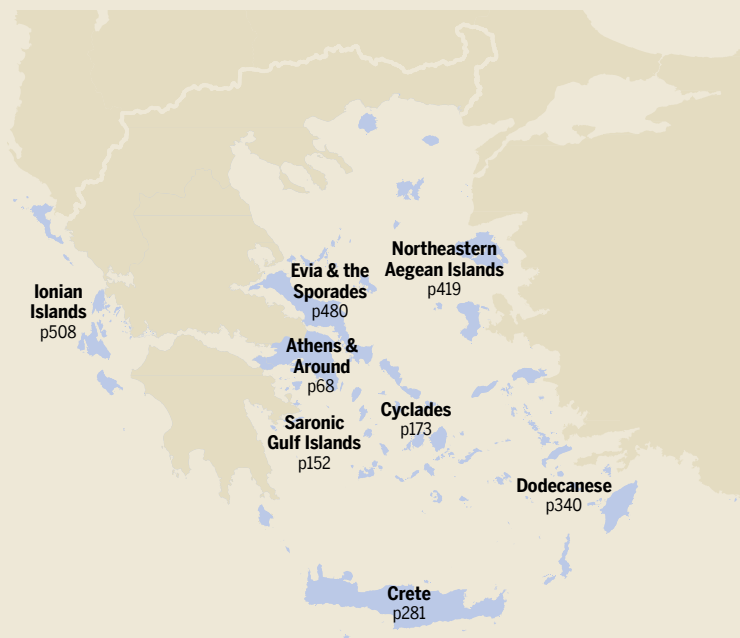 Northeastern
Aegean Islands
p419
Evia & the
Sporades
p480
Ionian
Islands
p508
Athens &
Around
p68
Cyclades
p173
Saronic
Gulf Islands
p152
Dodecanese
p340
Crete
p281